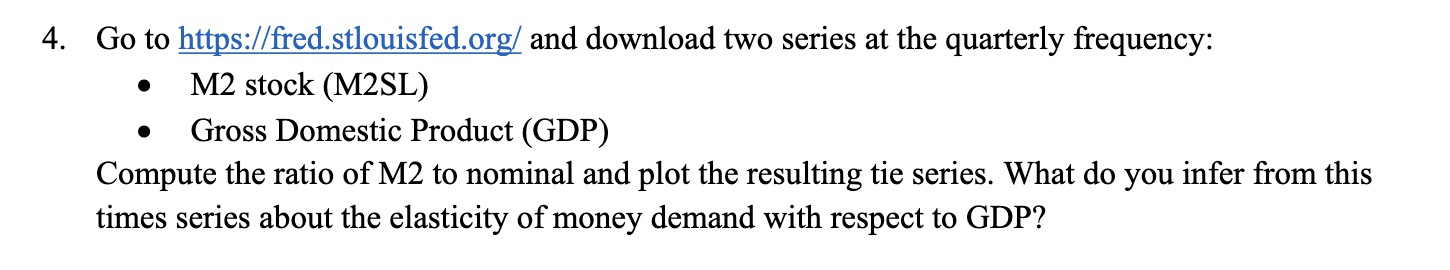 4. Go to https://fred.stlouisfed.org/ and download two series at the quarterly frequency:
• M2 stock (M2SL)
• Gross Domestic Product (GDP)
Compute the ratio of M2 to nominal and plot the resulting tie series. What do you infer from this
times series about the elasticity of money demand with respect to GDP?